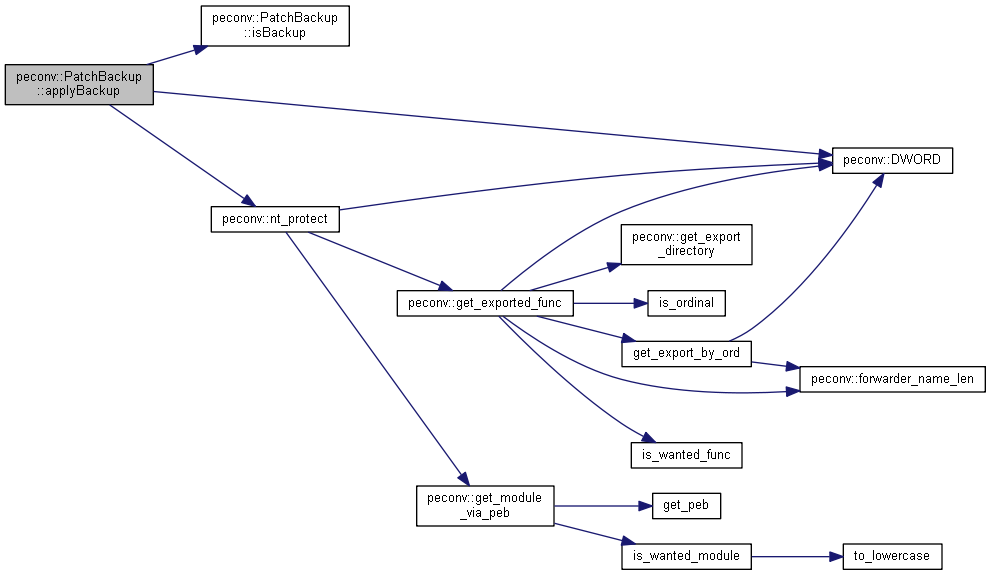 peconv::PatchBackup
::isBackup
peconv::PatchBackup
::applyBackup
peconv::DWORD
peconv::nt_protect
peconv::get_export
_directory
peconv::get_exported_func
is_ordinal
get_export_by_ord
peconv::forwarder_name_len
is_wanted_func
peconv::get_module
_via_peb
get_peb
is_wanted_module
to_lowercase